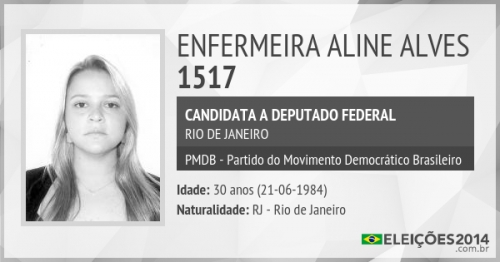 ENFERMEIRA ALINE ALVES
1517
CANDIDATA A DEPUTADO FEDERAL
RIO DE JANEIRO
PMDB - Partido do Movimento Democrático Brasileiro
Idade: 30 anos (21-06-1984)
Naturalidade: RJ - Rio de Janeiro
ELEIÇÕES2014
.com.br